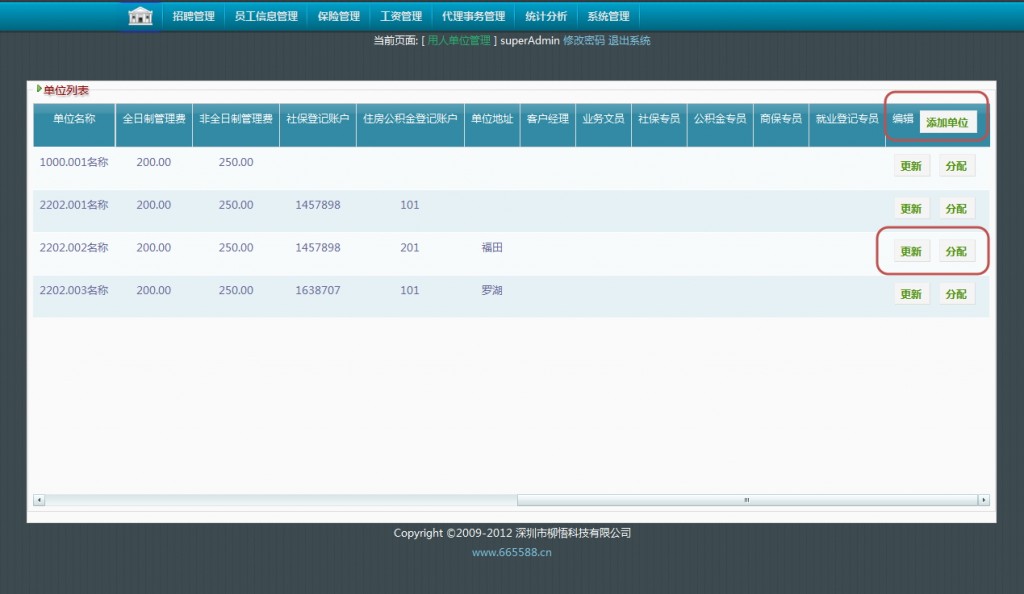 招聘管理 员工信息管理 保险管理 工资管理 代理事务管理 统计分析 系统管理
当前页面: [ 用人单位管理 ] superAdmin 修改密码 退出系统
单位列表
单位名称 全日制管理费 非全日制管理费 社保登记账户 住房公积金登记账户 单位地址 客户经理 业务文员 社保专员 公积金专员 商保专员 就业登记专员 编辑 添加单位
1000.001名称 200.00 250.00 更新 分配
2202.001名称 200.00 250.00 1457898 101 更新 分配
2202.002名称 200.00 250.00 1457898 201 福田 更新 分配
2202.003名称 200.00 250.00 1638707 101 罗湖 更新 分配
Copyright ©2009-2012 深圳市柳悟科技有限公司
www.665588.cn